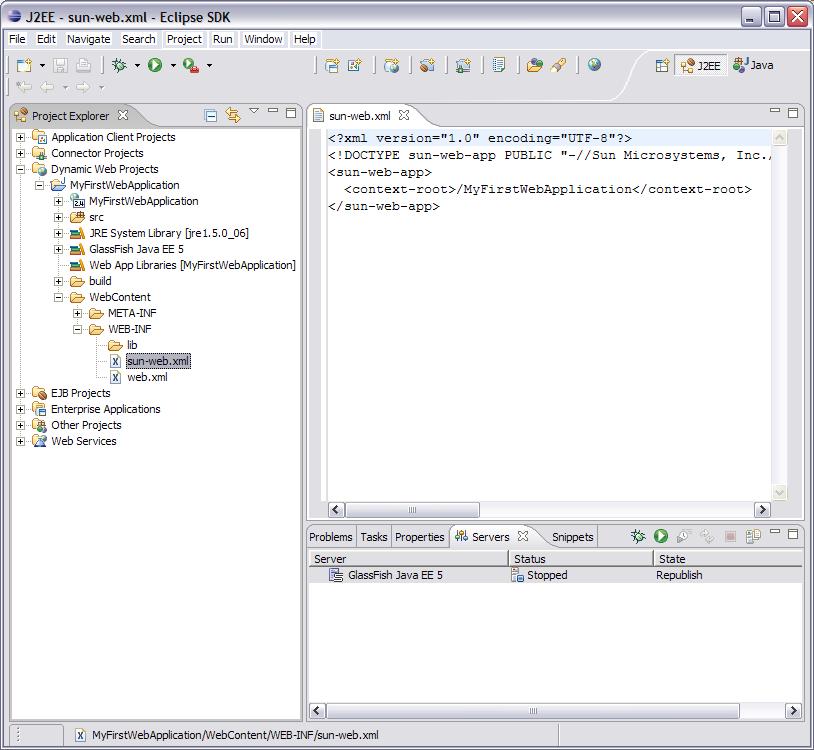 J2EE - sun-web.xml - Eclipse SDK
File Edit Navigate Search Project Run Window Help
J2EE Java
Project Explorer
Application Client Projects
Connector Projects
Dynamic Web Projects
MyFirstWebApplication
MyFirstWebApplication
src
JRE System Library [jre1.5.0_06]
GlassFish Java EE 5
Web App Libraries [MyFirstWebApplication]
build
WebContent
META-INF
WEB-INF
lib
sun-web.xml
web.xml
EJB Projects
Enterprise Applications
Other Projects
Web Services
sun-web.xml
<?xml version="1.0" encoding="UTF-8"?>
<!DOCTYPE sun-web-app PUBLIC "-//Sun Microsystems, Inc./
<sun-web-app>
<context-root>/MyFirstWebApplication</context-root>
</sun-web-app>
Problems Tasks Properties Servers Snippets
Server Status State
GlassFish Java EE 5 Stopped Republish
MyFirstWebApplication/WebContent/WEB-INF/sun-web.xml